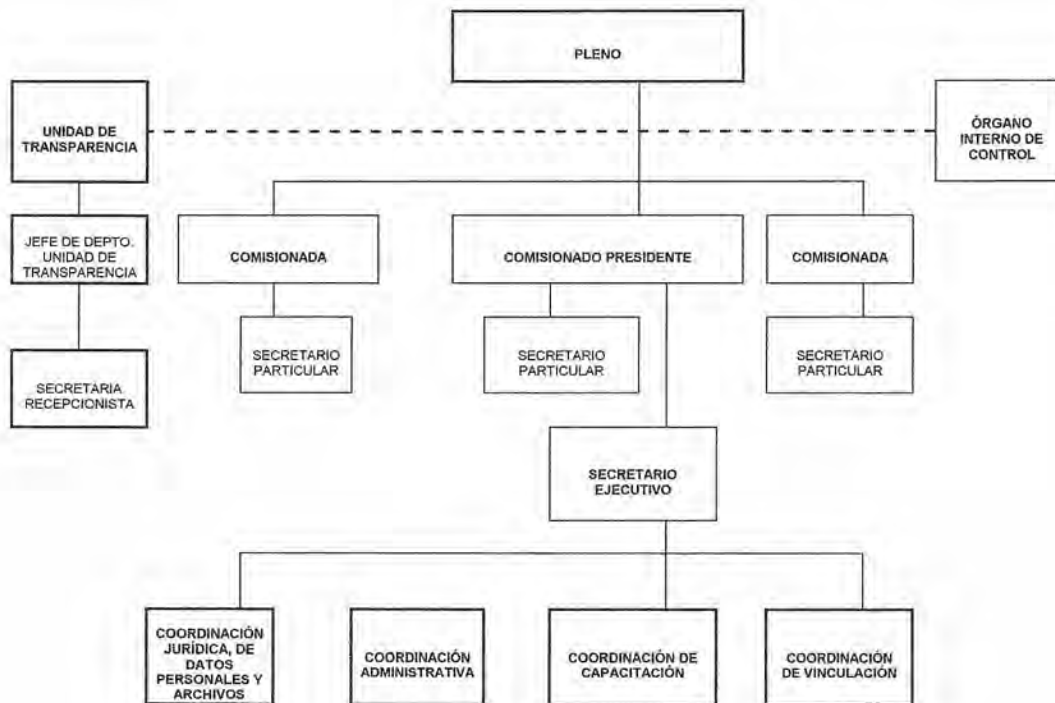 PLENO
UNIDAD DE
TRANSPARENCIA
ÓRGANO
INTERNO DE
CONTROL
JEFE DE DEPTO.
UNIDAD DE
TRANSPARENCIA
COMISIONADA
COMISIONADO PRESIDENTE
COMISIONADA
SECRETARIA
RECEPCIONISTA
SECRETARIO
PARTICULAR
SECRETARIO
PARTICULAR
SECRETARIO
PARTICULAR
SECRETARIO
EJECUTIVO
COORDINACIÓN
JURÍDICA, DE
DATOS
PERSONALES Y
ARCHIVOS
COORDINACIÓN
ADMINISTRATIVA
COORDINACIÓN DE
CAPACITACIÓN
COORDINACIÓN
DE VINCULACIÓN